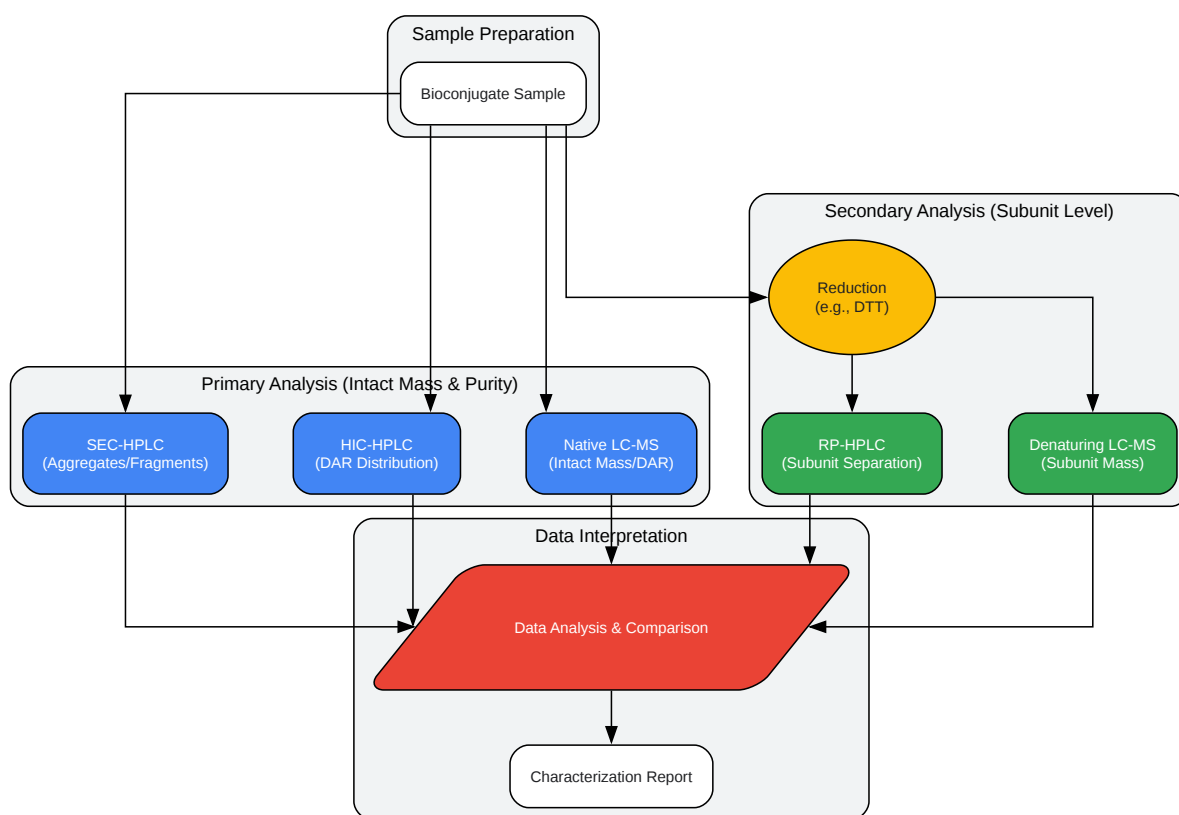 Sample Preparation
Bioconjugate Sample
Secondary Analysis (Subunit Level)
Reduction
(e.g., DTT)
Primary Analysis (Intact Mass & Purity)
SEC-HPLC
(Aggregates/Fragments)
HIC-HPLC
(DAR Distribution)
Native LC-MS
(Intact Mass/DAR)
RP-HPLC
(Subunit Separation)
Denaturing LC-MS
(Subunit Mass)
Data Interpretation
Data Analysis & Comparison
Characterization Report